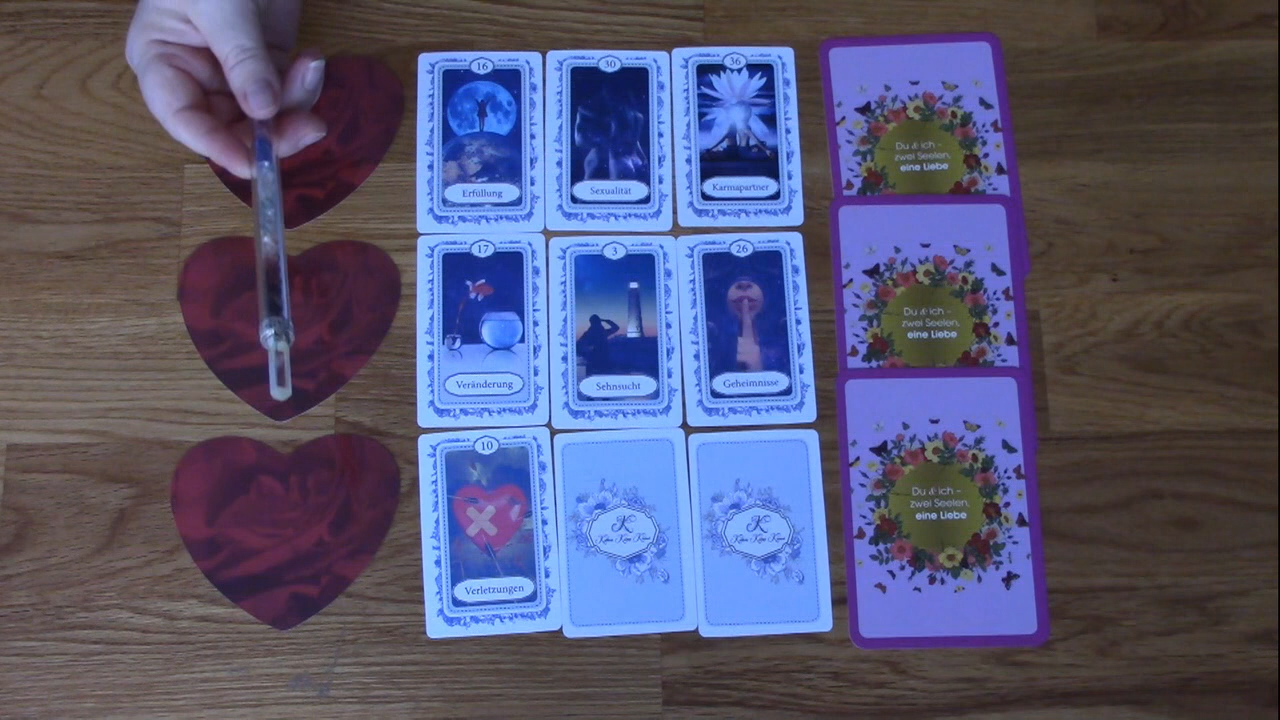 16
Erfüllung
30
Sexualität
36
Karmapartner
Du & ich –
zwei Seelen,
eine Liebe
17
Veränderung
3
Sehnsucht
26
Geheimnisse
Du & ich –
zwei Seelen,
eine Liebe
10
Verletzungen
K
K
Du & ich –
zwei Seelen,
eine Liebe